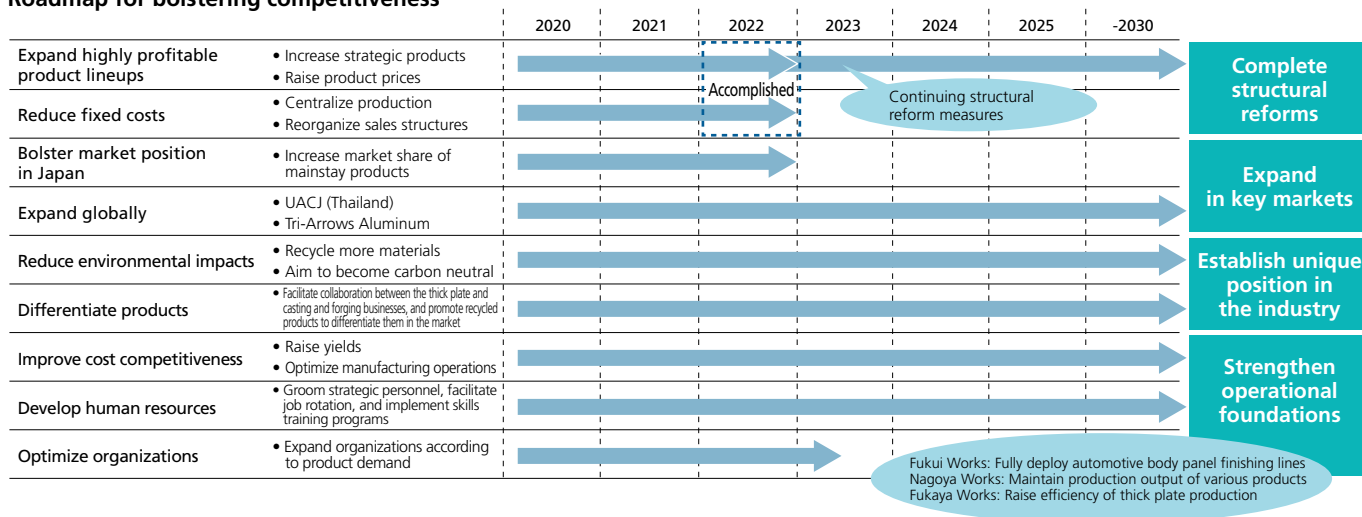 Roadmap for bolstering competitiveness
2020 2021 2022 2023 2024 2025 -2030
Expand highly profitable
product lineups
• Increase strategic products
• Raise product prices
Accomplished
Continuing structural
reform measures
Complete
structural
reforms
Reduce fixed costs
• Centralize production
• Reorganize sales structures
Bolster market position
in Japan
• Increase market share of
mainstay products
Expand
in key markets
Expand globally
• UACJ (Thailand)
• Tri-Arrows Aluminum
Reduce environmental impacts
• Recycle more materials
• Aim to become carbon neutral
Establish unique
position in
the industry
Differentiate products
• Facilitate collaboration between the thick plate and
casting and forging businesses, and promote recycled
products to differentiate them in the market
Improve cost competitiveness
• Raise yields
• Optimize manufacturing operations
Strengthen
operational
foundations
Develop human resources
• Groom strategic personnel, facilitate
job rotation, and implement skills
training programs
Optimize organizations
• Expand organizations according
to product demand
Fukui Works: Fully deploy automotive body panel finishing lines
Nagoya Works: Maintain production output of various products
Fukaya Works: Raise efficiency of thick plate production